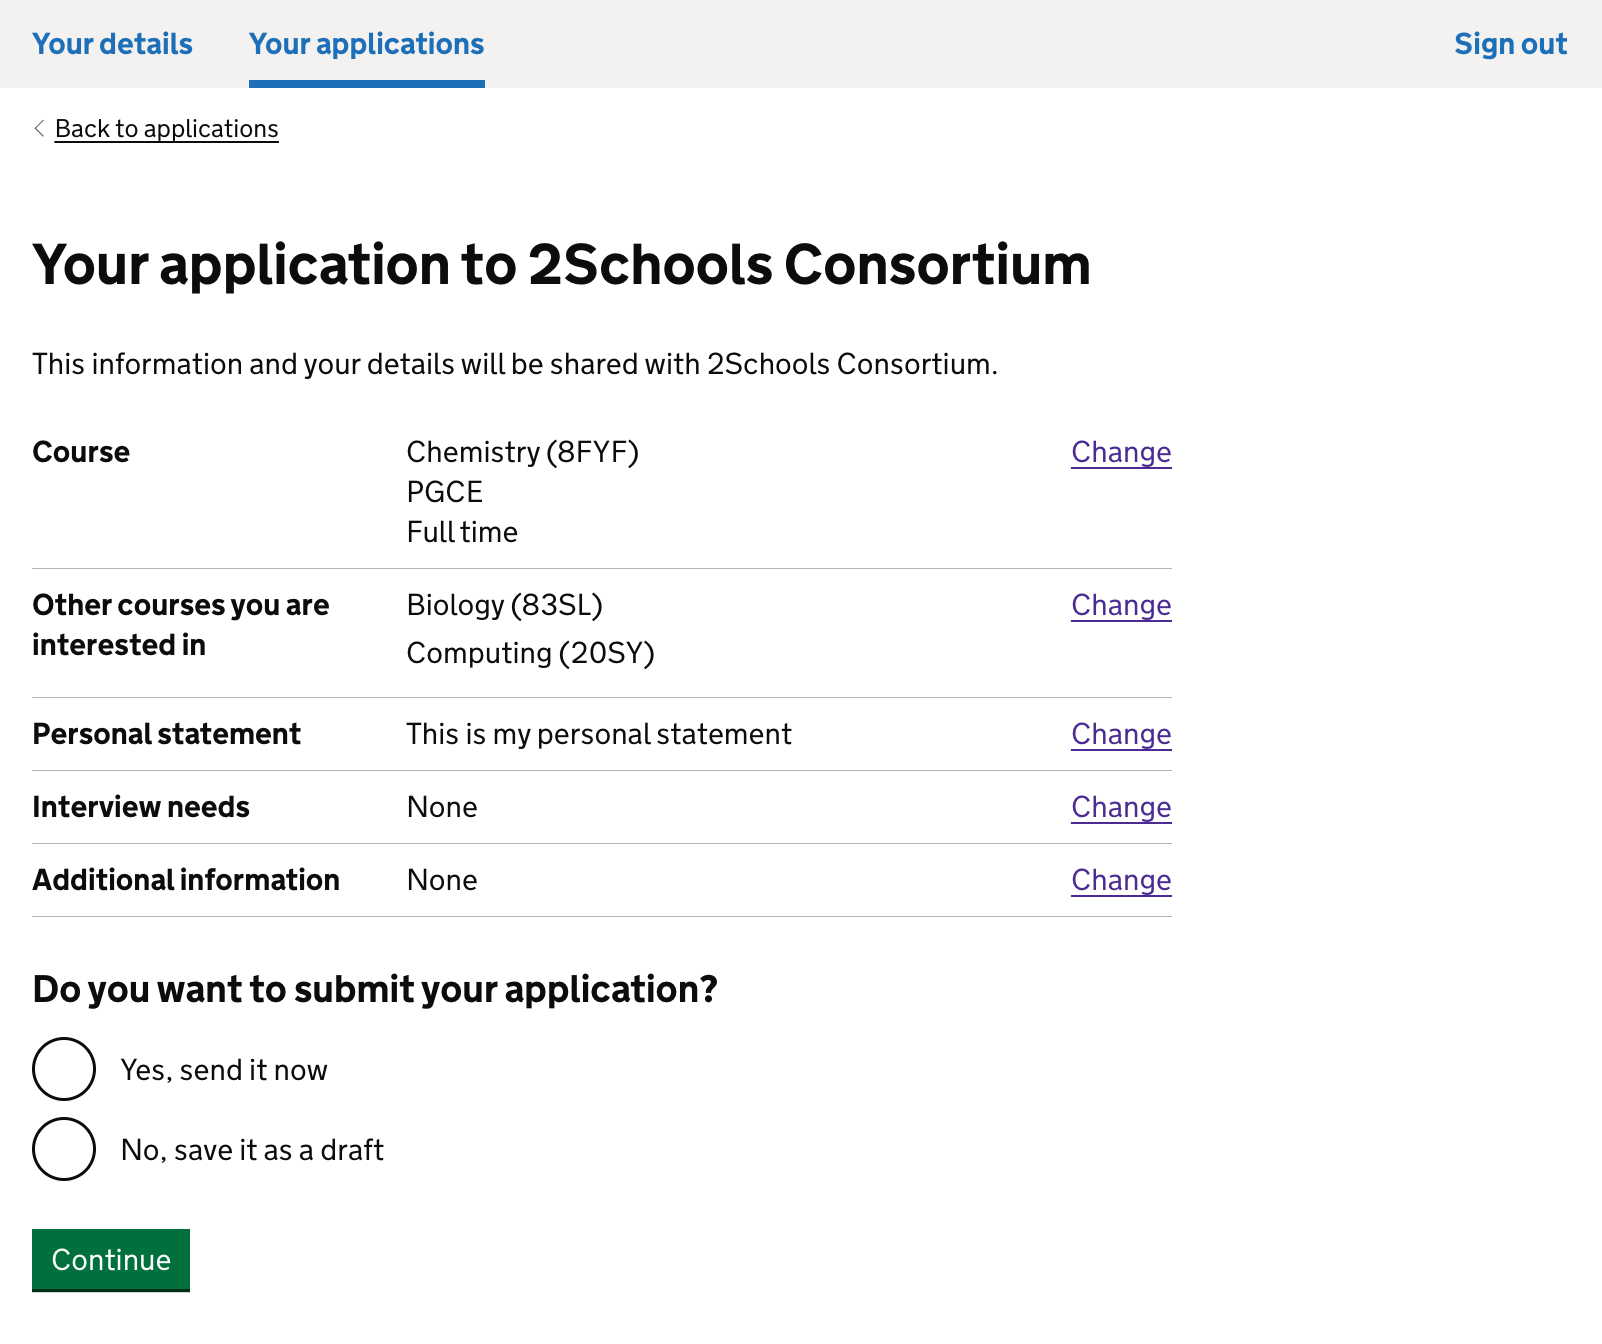 Your details Your applications Sign out
Back to applications
Your application to 2Schools Consortium
This information and your details will be shared with 2Schools Consortium.
Course Chemistry (8FYF) Change
PGCE
Full time
Other courses you are Biology (83SL) Change
interested in Computing (20SY)
Personal statement This is my personal statement Change
Interview needs None Change
Additional information None Change
Do you want to submit your application?
Yes, send it now
No, save it as a draft
Continue